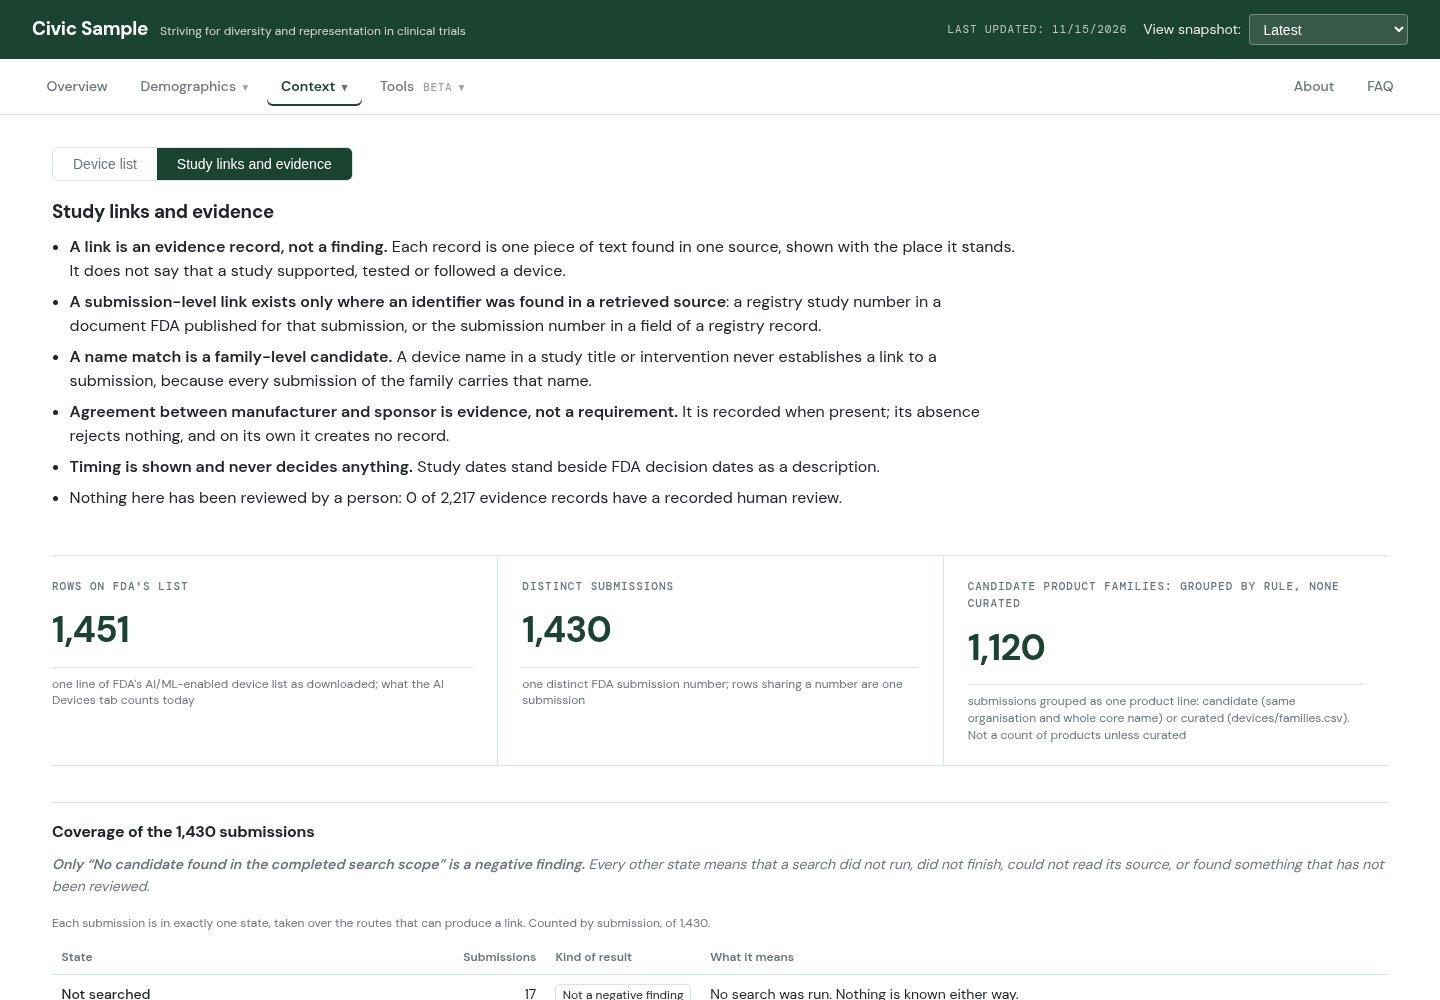 Civic Sample
Striving for diversity and representation in clinical trials
LAST UPDATED: 11/15/2026
View snapshot:
Latest
Overview
Demographics ▾
Context ▾
Tools BETA ▾
About
FAQ
Device list
Study links and evidence
Study links and evidence
• A link is an evidence record, not a finding. Each record is one piece of text found in one source, shown with the place it stands.
It does not say that a study supported, tested or followed a device.
• A submission-level link exists only where an identifier was found in a retrieved source: a registry study number in a
document FDA published for that submission, or the submission number in a field of a registry record.
• A name match is a family-level candidate. A device name in a study title or intervention never establishes a link to a
submission, because every submission of the family carries that name.
• Agreement between manufacturer and sponsor is evidence, not a requirement. It is recorded when present; its absence
rejects nothing, and on its own it creates no record.
• Timing is shown and never decides anything. Study dates stand beside FDA decision dates as a description.
• Nothing here has been reviewed by a person: 0 of 2,217 evidence records have a recorded human review.
ROWS ON FDA'S LIST
1,451
one line of FDA's AI/ML-enabled device list as downloaded; what the AI
Devices tab counts today
DISTINCT SUBMISSIONS
1,430
one distinct FDA submission number; rows sharing a number are one
submission
CANDIDATE PRODUCT FAMILIES: GROUPED BY RULE, NONE
CURATED
1,120
submissions grouped as one product line: candidate (same
organisation and whole core name) or curated (devices/families.csv).
Not a count of products unless curated
Coverage of the 1,430 submissions
Only “No candidate found in the completed search scope” is a negative finding. Every other state means that a search did not run, did not finish, could not read its source, or found something that has not
been reviewed.
Each submission is in exactly one state, taken over the routes that can produce a link. Counted by submission, of 1,430.
State Submissions Kind of result What it means
Not searched 17 Not a negative finding No search was run. Nothing is known either way.